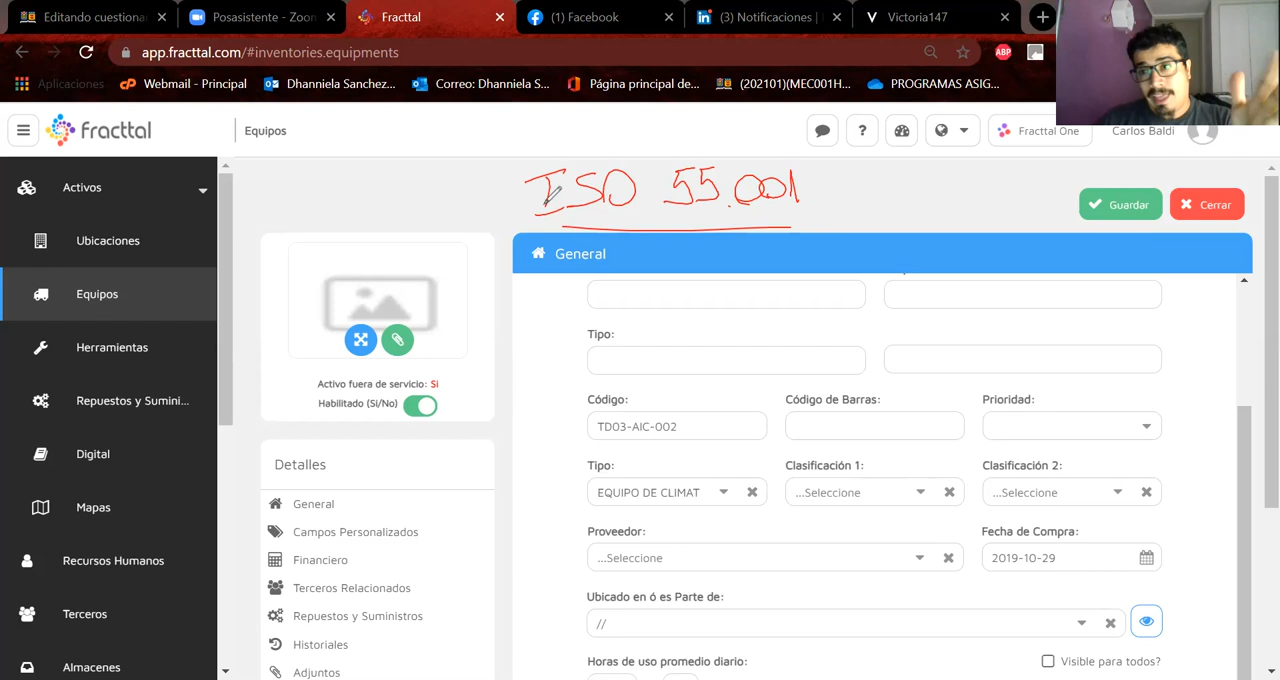 Editando cuestiona
Posasistente - Zoom
Fracttal
(1) Facebook
(3) Notificaciones |
Victoria147
app.fracttal.com/#inventories.equipments
ABP
Aplicaciones
Webmail - Principal
Dhanniela Sanchez...
Correo: Dhanniela S...
Página principal de...
(202101)(MEC001H...
PROGRAMAS ASIG...
fracttal
Equipos
?
Fracttal One
Carlos Baldi
ISO 55.001
Guardar
Cerrar
Activos
Ubicaciones
Equipos
Herramientas
Repuestos y Sumini...
Digital
Mapas
Recursos Humanos
Terceros
Almacenes
Activo fuera de servicio: Si
Habilitado (Si/No)
Detalles
General
Campos Personalizados
Financiero
Terceros Relacionados
Repuestos y Suministros
Historiales
Adjuntos
General
Tipo:
Código:
Código de Barras:
Prioridad:
TD03-AIC-002
Tipo:
Clasificación 1:
Clasificación 2:
EQUIPO DE CLIMAT
...Seleccione
...Seleccione
Proveedor:
Fecha de Compra:
...Seleccione
2019-10-29
Ubicado en ó es Parte de:
//
Horas de uso promedio diario:
Visible para todos?